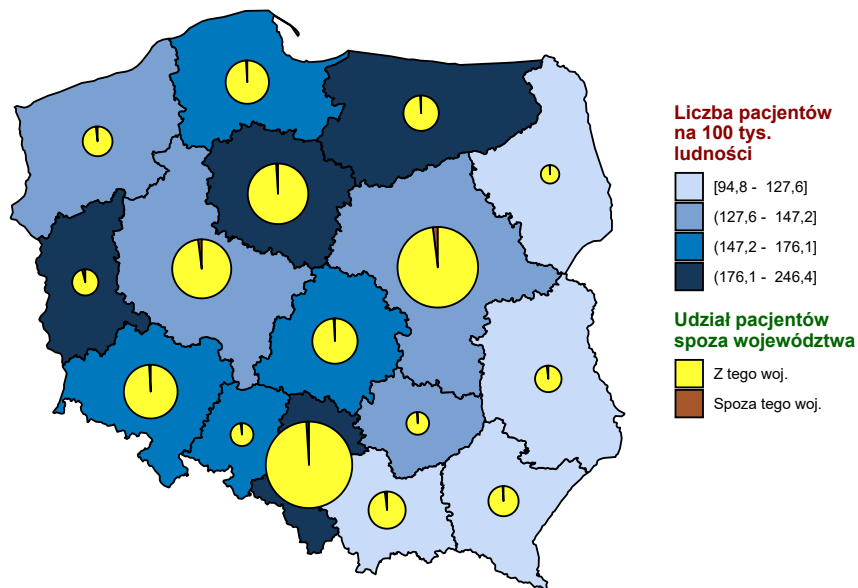 Liczba pacjentów
na 100 tys.
ludności
[94,8 - 127,6]
(127,6 - 147,2]
(147,2 - 176,1]
(176,1 - 246,4]
Udział pacjentów
spoza województwa
Z tego woj.
Spoza tego woj.